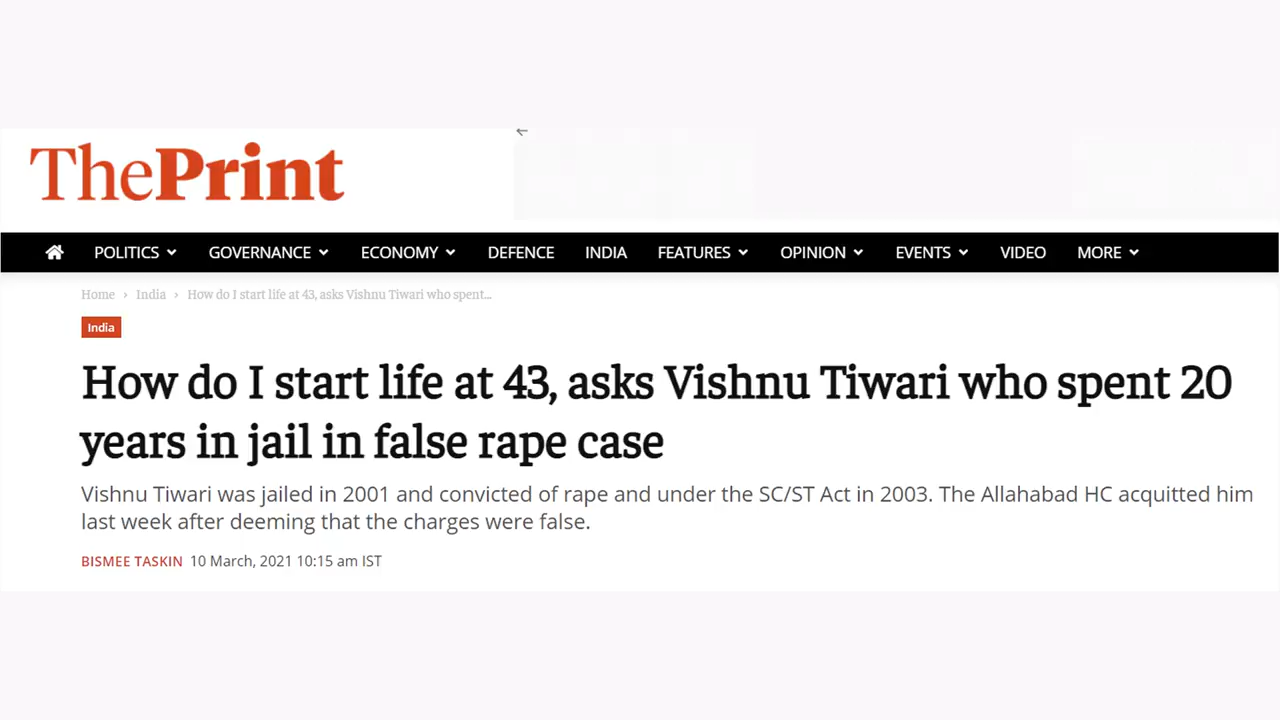 ThePrint
POLITICS GOVERNANCE ECONOMY DEFENCE INDIA FEATURES OPINION EVENTS VIDEO MORE
Home › India › How do I start life at 43, asks Vishnu Tiwari who spent...
India
How do I start life at 43, asks Vishnu Tiwari who spent 20
years in jail in false rape case
Vishnu Tiwari was jailed in 2001 and convicted of rape and under the SC/ST Act in 2003. The Allahabad HC acquitted him
last week after deeming that the charges were false.
BISMEE TASKIN 10 March, 2021 10:15 am IST